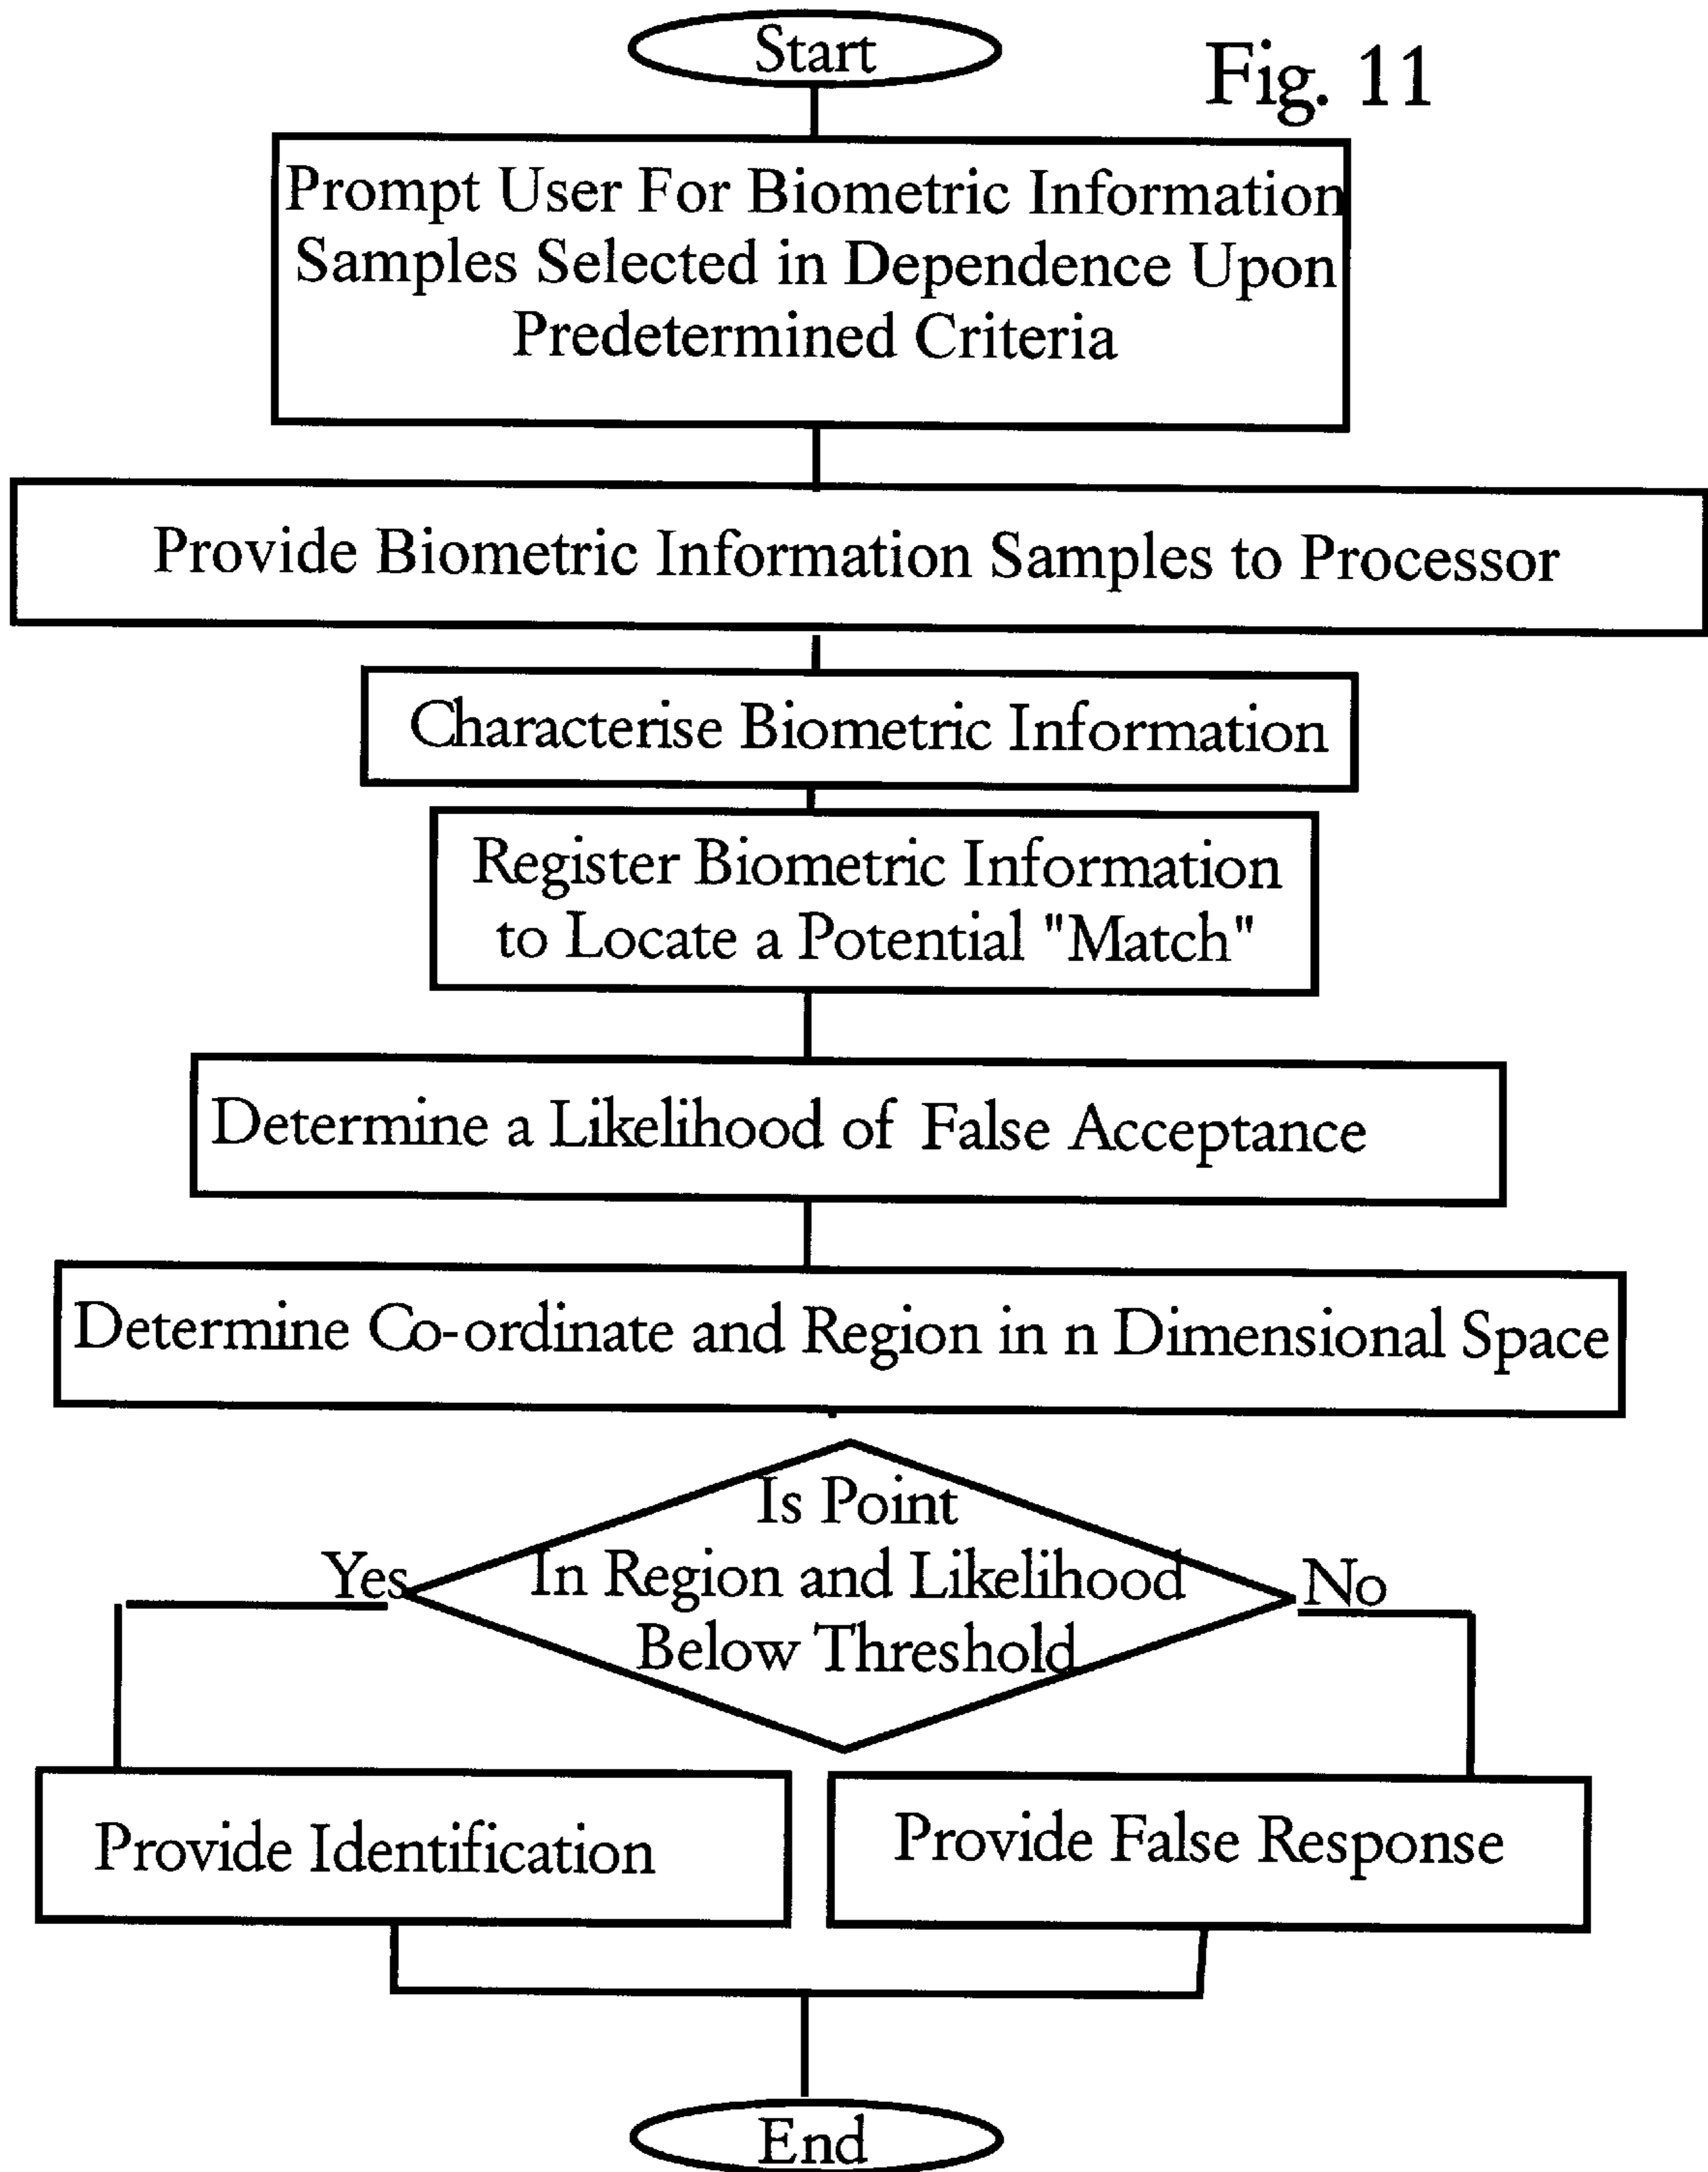 Start
Fig. 11
Prompt User For Biometric Information
Samples Selected in Dependence Upon
Predetermined Criteria
Provide Biometric Information Samples to Processor
Characterise Biometric Information
Register Biometric Information
to Locate a Potential "Match"
Determine a Likelihood of False Acceptance
Determine Co-ordinate and Region in n Dimensional Space
Is Point
In Region and Likelihood
Below Threshold
Yes
No
Provide Identification
Provide False Response
End